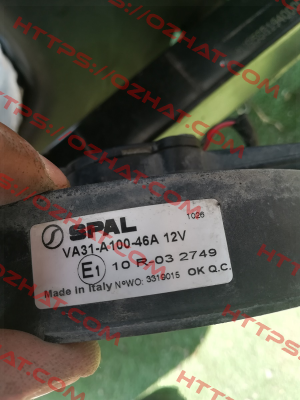 HTTPS://OZHAT.COM
HTTPS://OZHAT.COM
HTTPS://OZHAT.COM
SPAL
1026
VA31-A100-46A 12V
E1 10 R-03 2749
Made in Italy N°WO: 3319015 OK Q.C.